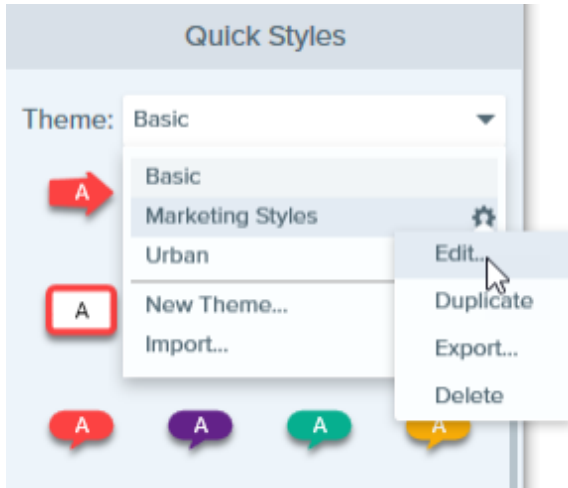 Quick Styles
Theme: Basic
A
Basic
Marketing Styles
Urban
Edit...
Duplicate
Export...
Delete
A
New Theme...
Import...
A A A A